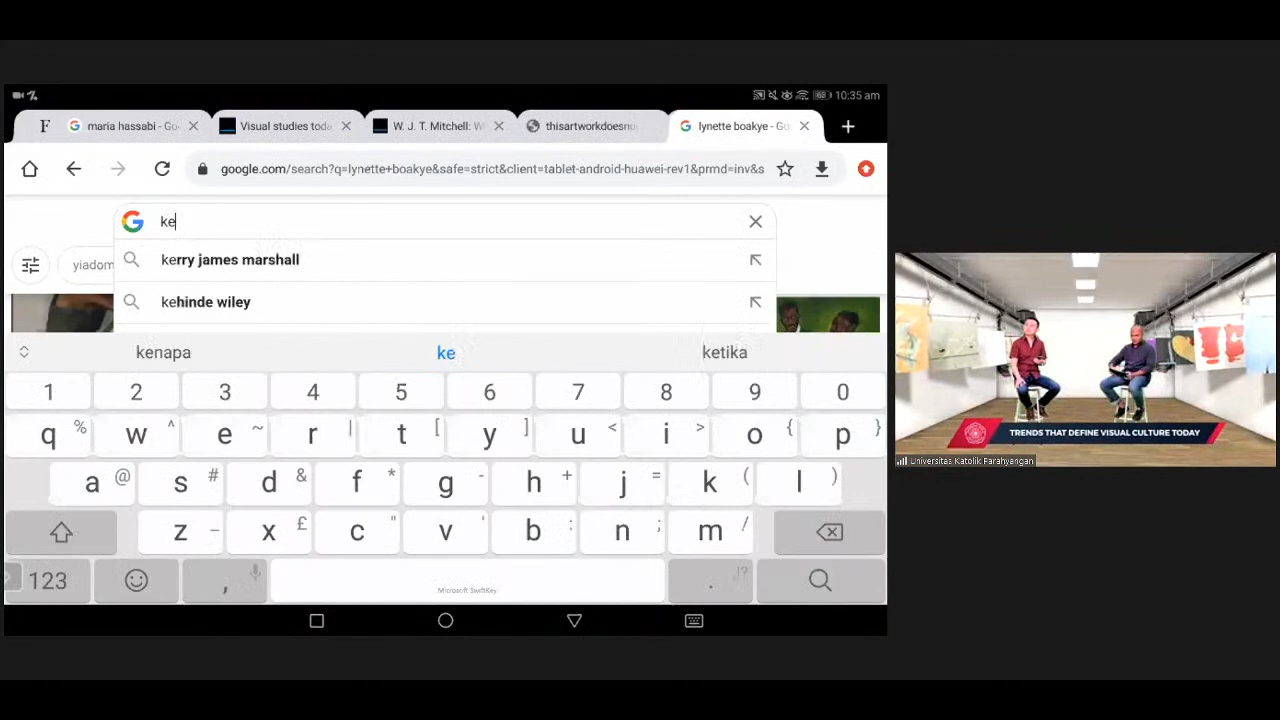 10:35 am
F
maria hassabi - Go
Visual studies toda
W. J. T. Mitchell: W
thisartworkdoesno
lynette boakye - Go
google.com/search?q=lynette+boakye&safe=strict&client=tablet-android-huawei-rev1&prmd=inv&s
G ke
kerry james marshall
yiadom
kehinde wiley
kenapa ke ketika
1 2 3 4 5 6 7 8 9 0
q % w ^ e ~ r | t [ y ] u < i > o { p }
a @ s # d & f * g - h + j = k ( l )
z _ x £ c " v ' b : n ; m /
123 , Microsoft SwiftKey . !?
TRENDS THAT DEFINE VISUAL CULTURE TODAY
Universitas Katolik Parahyangan